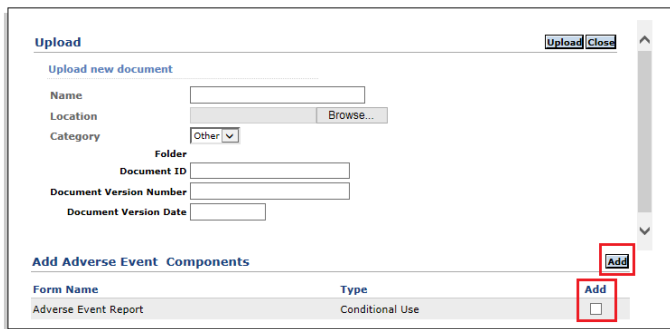 Upload Upload Close
Upload new document
Name
Location Browse...
Category Other
Folder
Document ID
Document Version Number
Document Version Date
Add Adverse Event Components Add
Form Name Type Add
Adverse Event Report Conditional Use